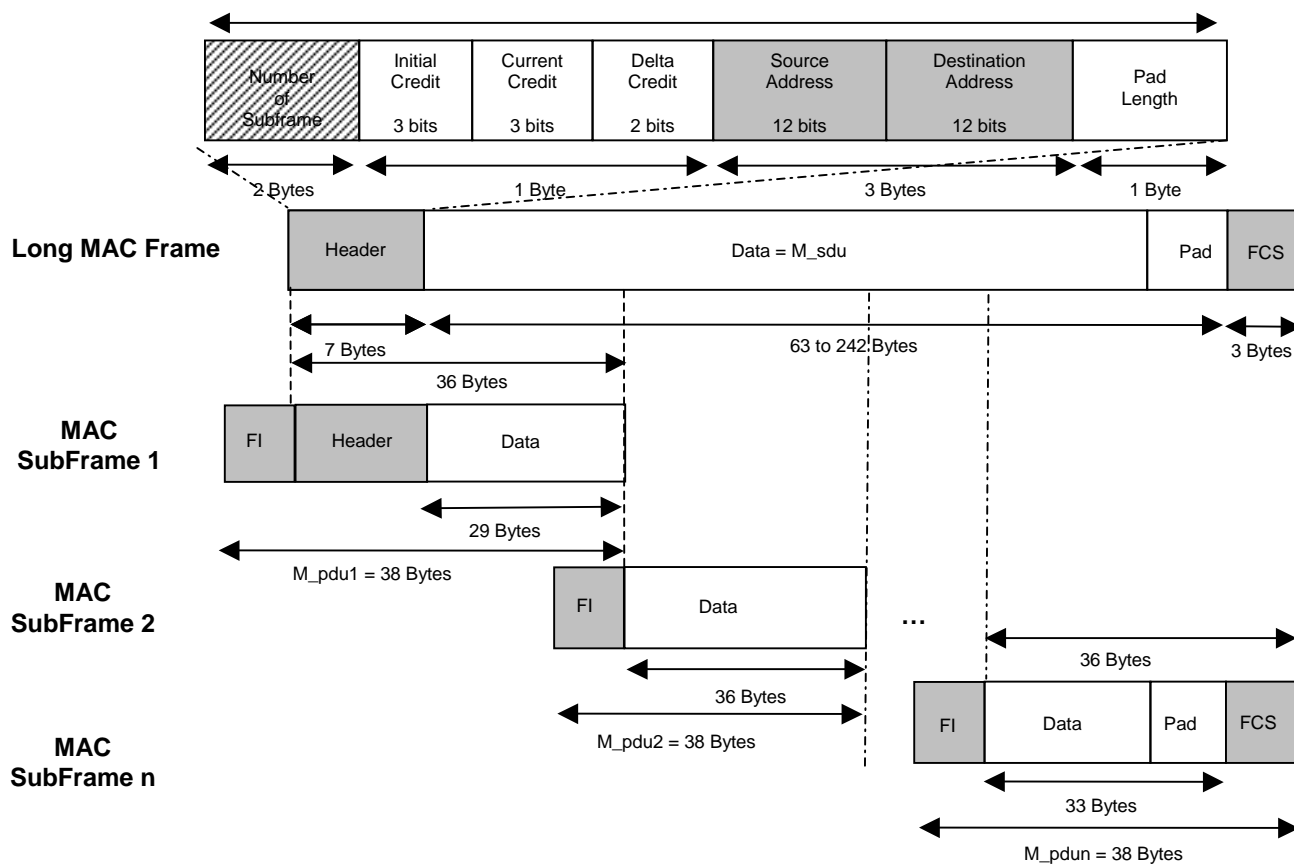 Number
of
Subframe
Initial
Credit
3 bits
Current
Credit
3 bits
Delta
Credit
2 bits
Source
Address
12 bits
Destination
Address
12 bits
Pad
Length
2 Bytes
1 Byte
3 Bytes
1 Byte
Long MAC Frame
Header
Data = M_sdu
Pad
FCS
7 Bytes
63 to 242 Bytes
3 Bytes
36 Bytes
MAC
SubFrame 1
FI
Header
Data
29 Bytes
M_pdu1 = 38 Bytes
MAC
SubFrame 2
FI
Data
...
36 Bytes
M_pdu2 = 38 Bytes
36 Bytes
MAC
SubFrame n
FI
Data
Pad
FCS
33 Bytes
M_pdun = 38 Bytes